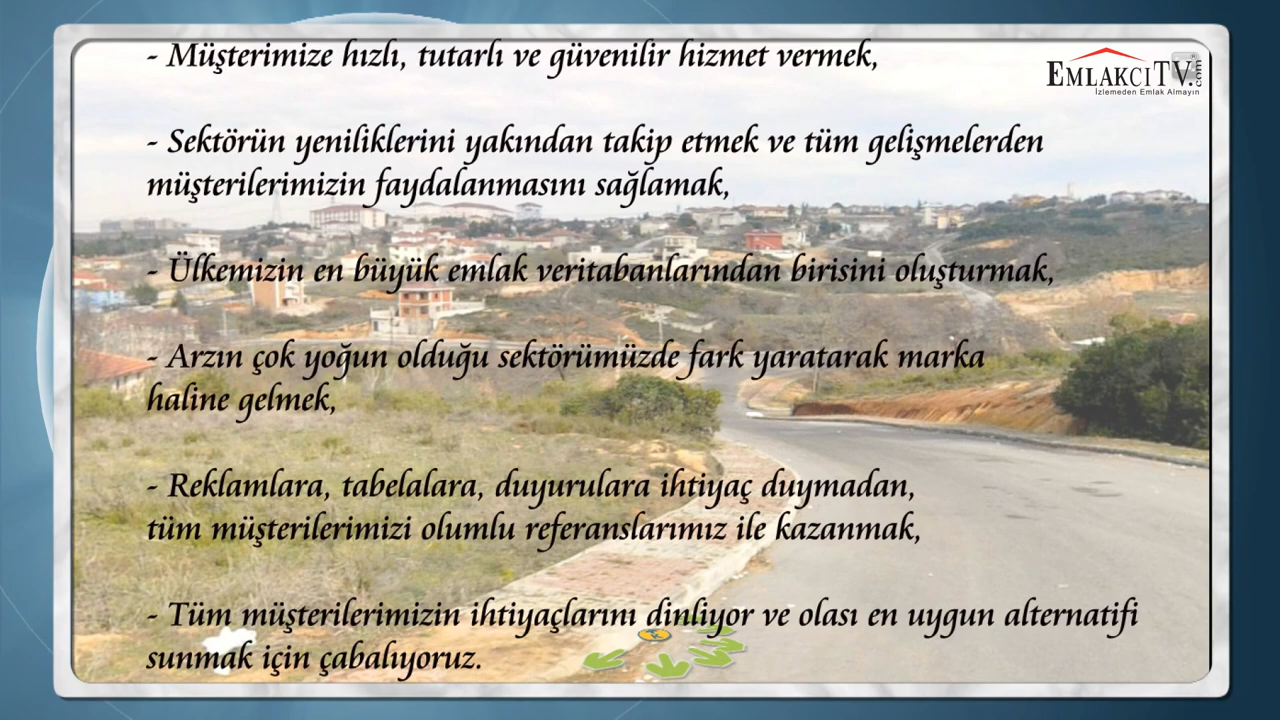 - Müşterimize hızlı, tutarlı ve güvenilir hizmet vermek,
EMLAKCITV.com
İzlemeden Emlak Almayın
- Sektörün yeniliklerini yakından takip etmek ve tüm gelişmelerden
müşterilerimizin faydalanmasını sağlamak,
- Ülkemizin en büyük emlak veritabanlarından birisini oluşturmak,
- Arzın çok yoğun olduğu sektörümüzde fark yaratarak marka
haline gelmek,
- Reklamlara, tabelalara, duyurulara ihtiyaç duymadan,
tüm müşterilerimizi olumlu referanslarımız ile kazanmak,
- Tüm müşterilerimizin ihtiyaçlarını dinliyor ve olası en uygun alternatifi
sunmak için çabalıyoruz.